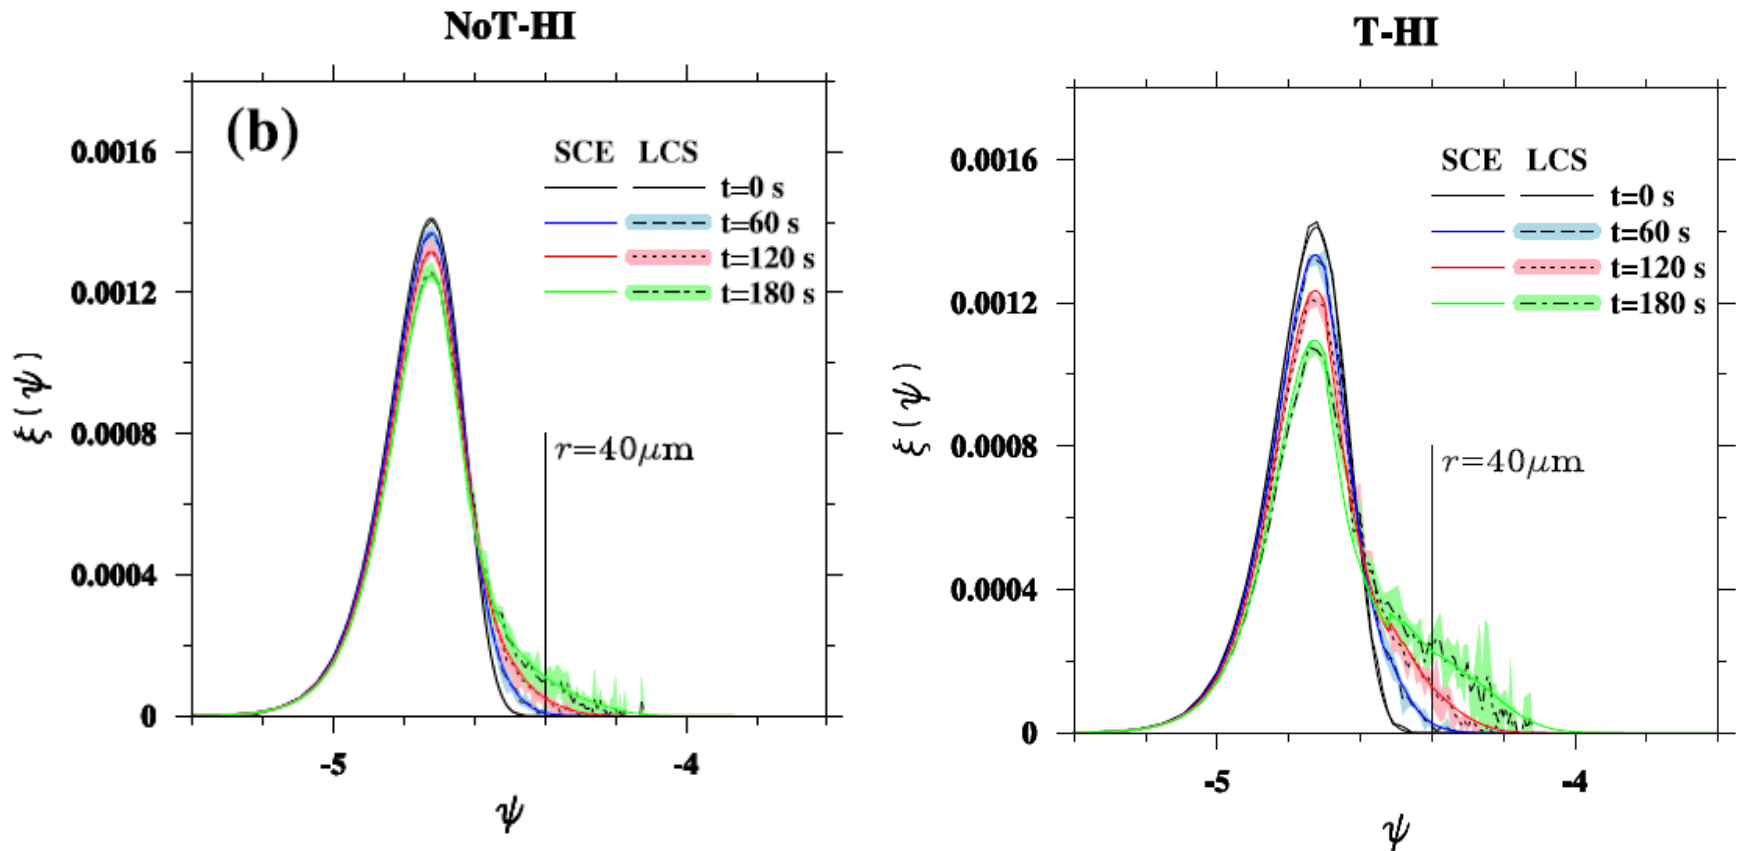 NoT-HI
(b)
SCE LCS
t=0 s
t=60 s
t=120 s
t=180 s
r=40μm
0.0016
0.0012
0.0008
0.0004
0
-5 -4
ξ(ψ)
ψ
T-HI
SCE LCS
t=0 s
t=60 s
t=120 s
t=180 s
r=40μm
0.0016
0.0012
0.0008
0.0004
0
-5 -4
ξ(ψ)
ψ